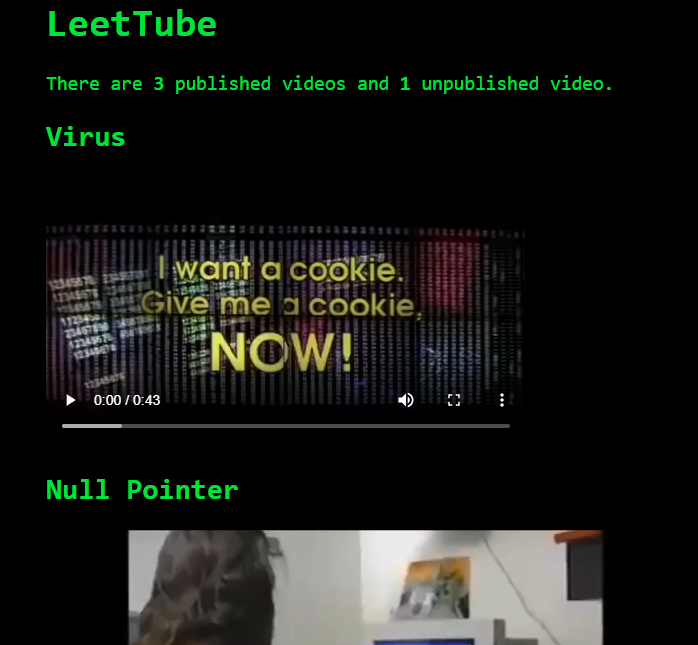 LeetTube
There are 3 published videos and 1 unpublished video.
Virus
I want a cookie.
Give me a cookie,
NOW!
12345678
0:00 / 0:43
Null Pointer